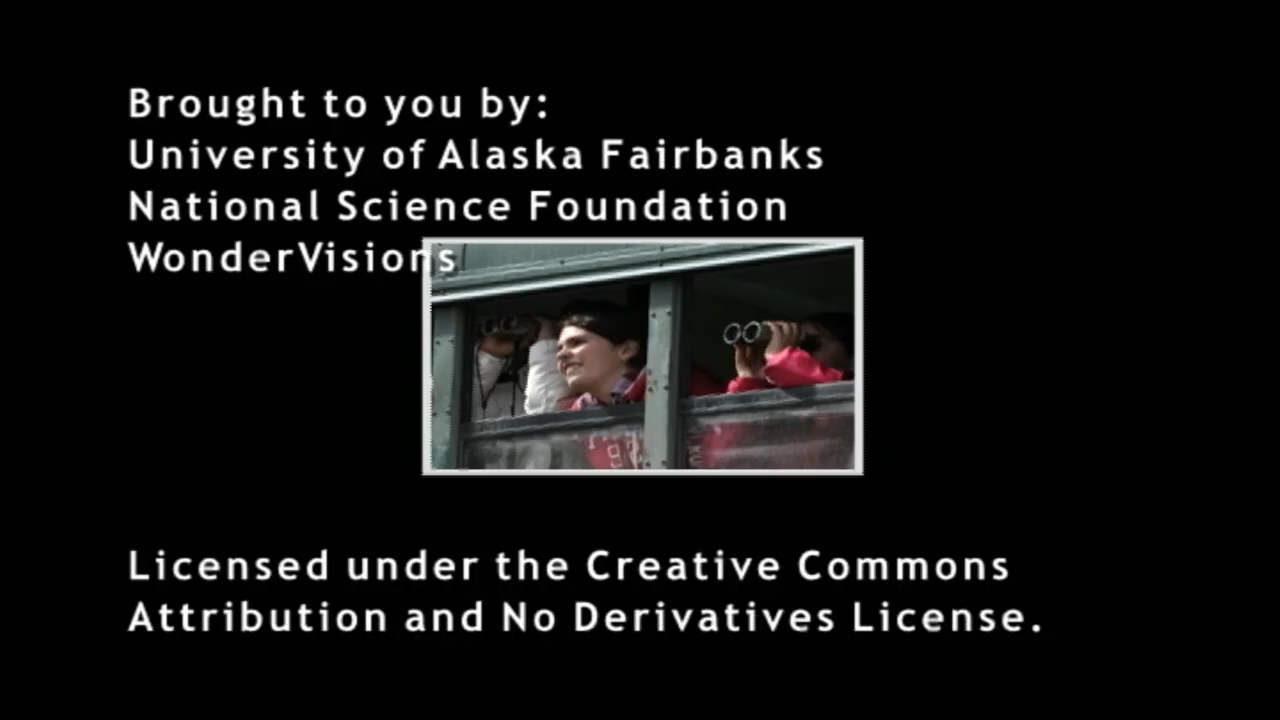 Brought to you by:
University of Alaska Fairbanks
National Science Foundation
WonderVisions
Licensed under the Creative Commons
Attribution and No Derivatives License.